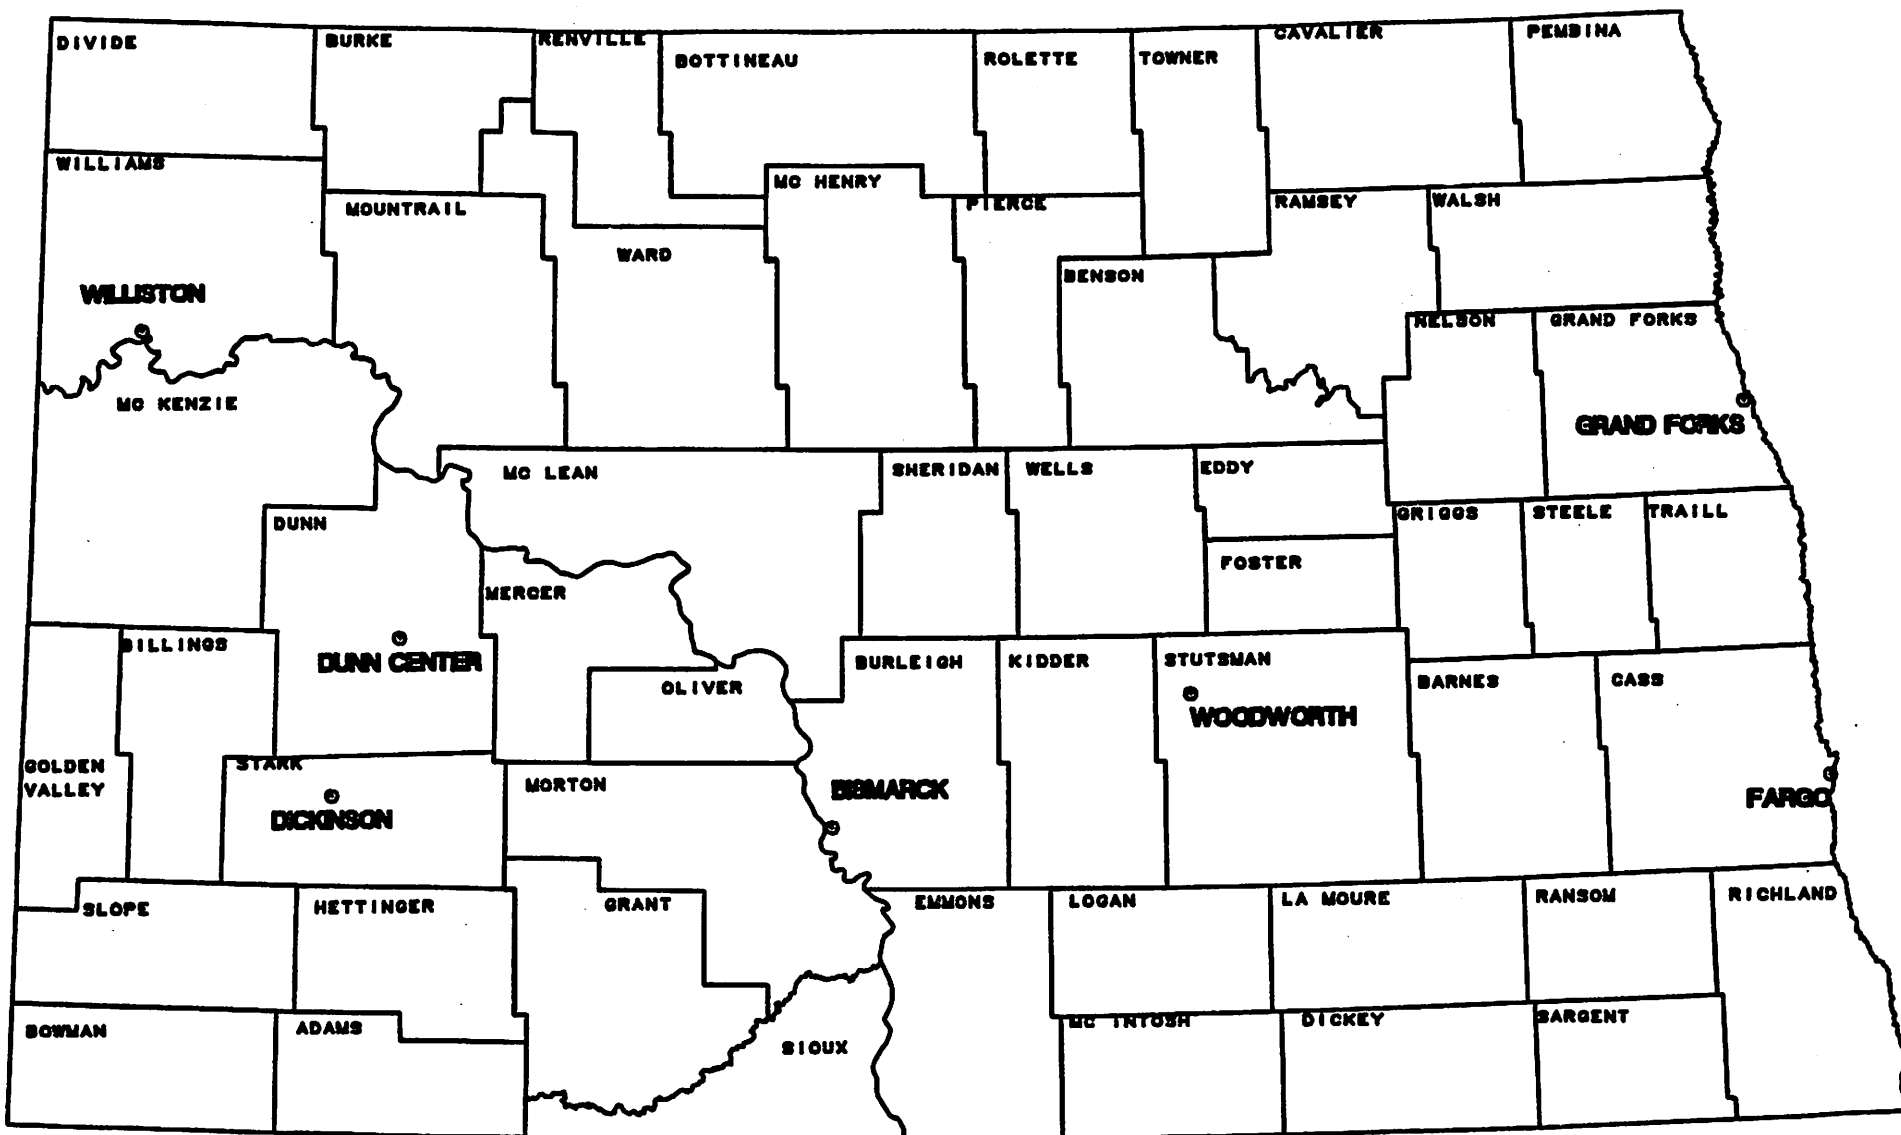 DIVIDE
BURKE
RENVILLE
BOTTINEAU
ROLETTE
TOWNER
CAVALIER
PEMBINA
WILLIAMS
MOUNTRAIL
WARD
MC HENRY
PIERCE
BENSON
RAMSEY
WALSH
WILLISTON
MC KENZIE
NELSON
GRAND FORKS
GRAND FORKS
DUNN
MC LEAN
SHERIDAN
WELLS
EDDY
FOSTER
GRIGGS
STEELE
TRAILL
MERCER
BILLINGS
DUNN CENTER
OLIVER
BURLEIGH
KIDDER
STUTSMAN
WOODWORTH
BARNES
CASS
GOLDEN
VALLEY
STARK
DICKINSON
MORTON
BISMARCK
FARGO
SLOPE
HETTINGER
GRANT
EMMONS
LOGAN
LA MOURE
RANSOM
RICHLAND
BOWMAN
ADAMS
SIOUX
MC INTOSH
DICKEY
SARGENT